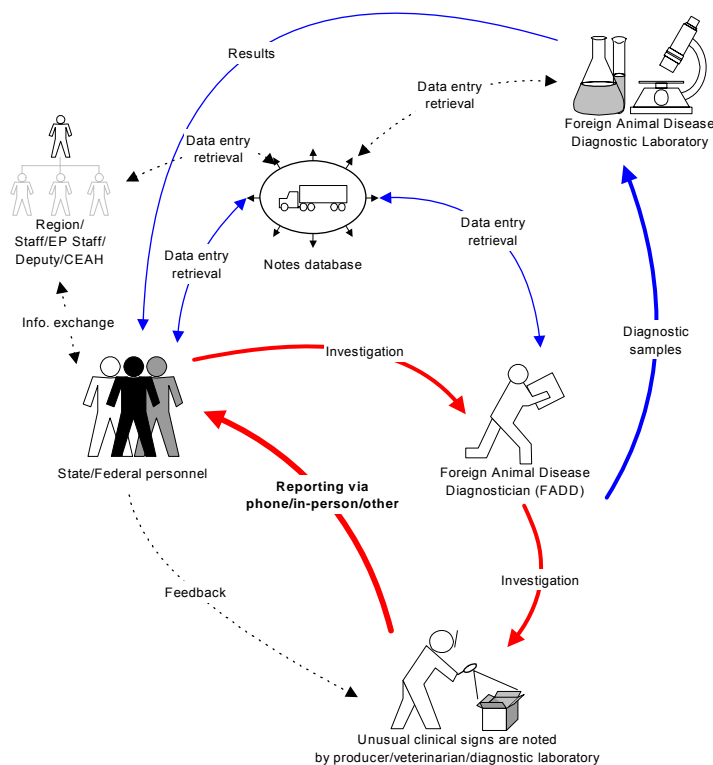 Results
Data entry
retrieval
Foreign Animal Disease
Diagnostic Laboratory
Data entry
retrieval
Region/
Staff/EP Staff/
Deputy/CEAH
Data entry
retrieval
Notes database
Data entry
retrieval
Info. exchange
Investigation
Diagnostic
samples
State/Federal personnel
Foreign Animal Disease
Diagnostician (FADD)
Reporting via
phone/in-person/other
Investigation
Feedback
Unusual clinical signs are noted
by producer/veterinarian/diagnostic laboratory